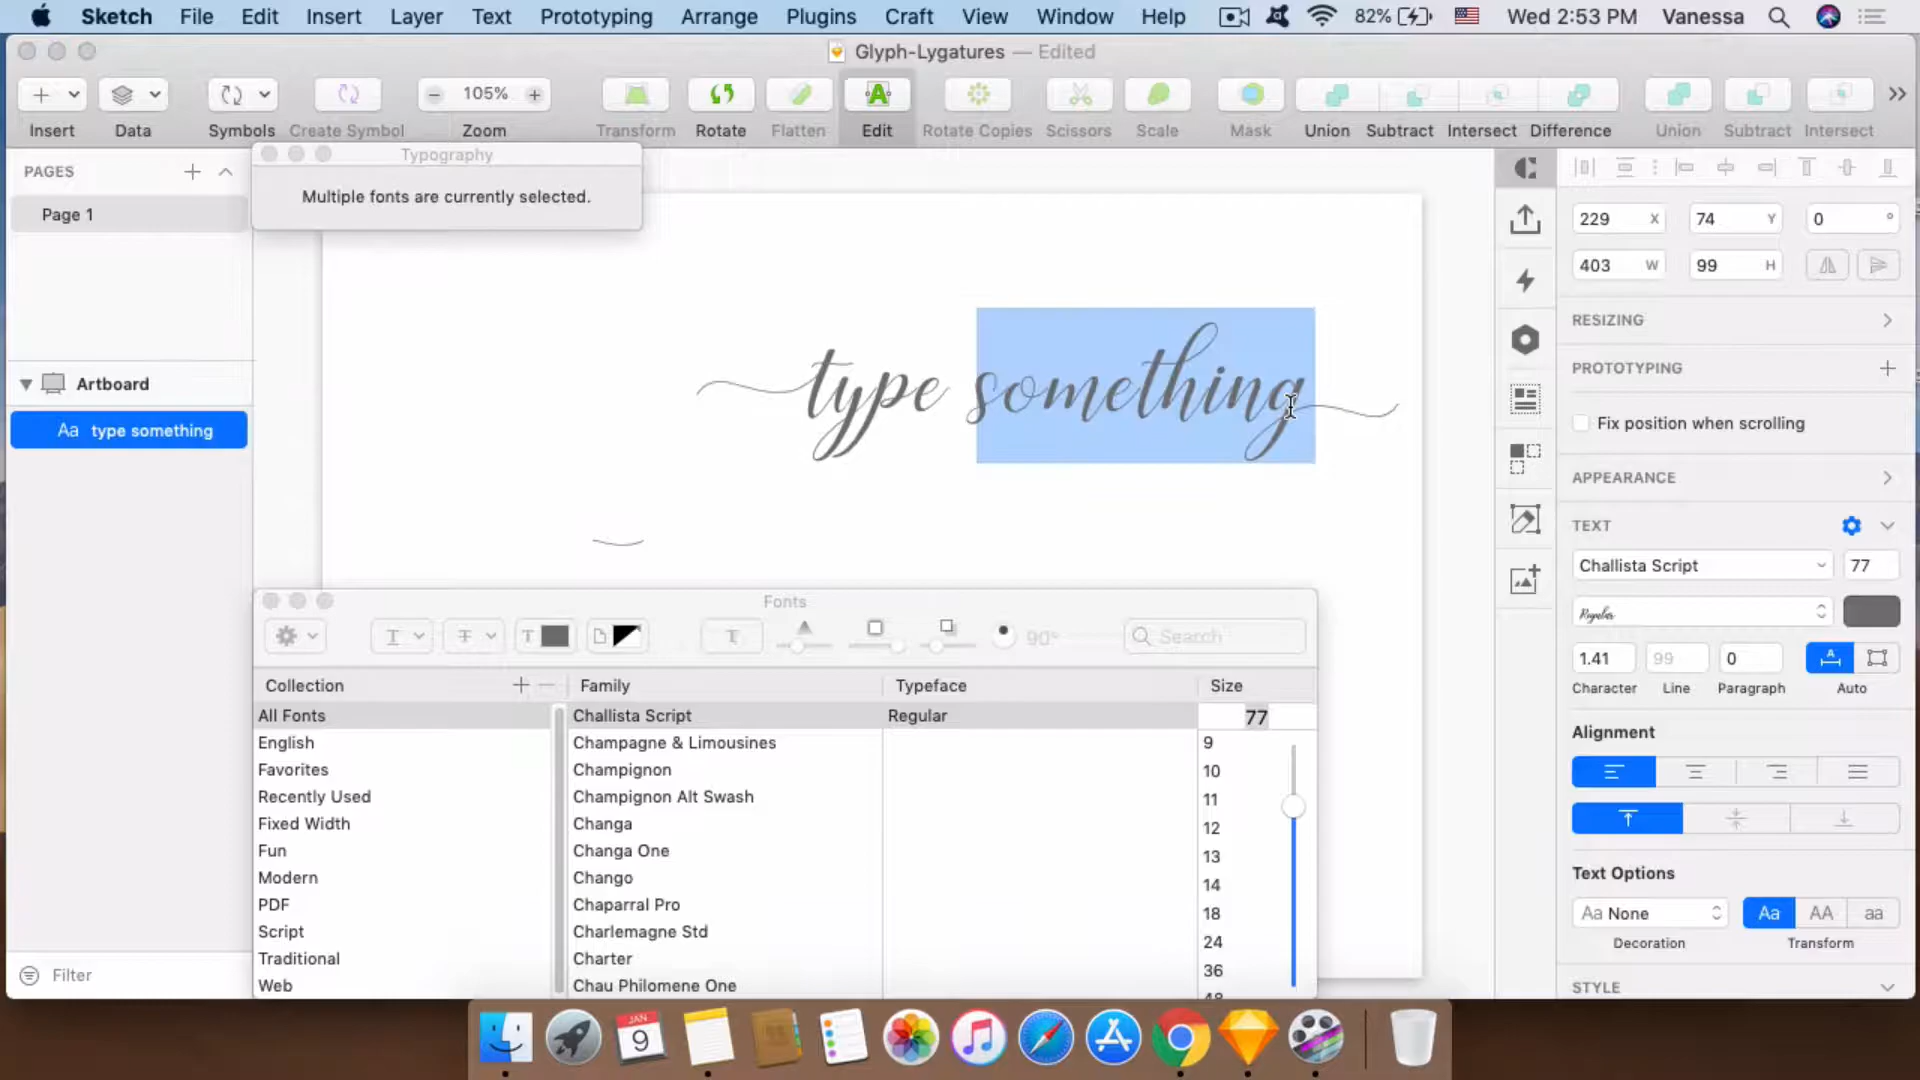 Sketch File Edit Insert Layer Text Prototyping Arrange Plugins Craft View Window Help 82% Wed 2:53 PM Vanessa
Glyph-Lygatures — Edited
105%
Insert Data Symbols Create Symbol Zoom Transform Rotate Flatten Edit Rotate Copies Scissors Scale Mask Union Subtract Intersect Difference Union Subtract Intersect
PAGES
Page 1
Typography
Multiple fonts are currently selected.
Artboard
Aa type something
Filter
type something
Fonts
90°
Search
Collection Family Typeface Size
All Fonts Challista Script Regular 77
English Champagne & Limousines 9
Favorites Champignon 10
Recently Used Champignon Alt Swash 11
Fixed Width Changa 12
Fun Changa One 13
Modern Chango 14
PDF Chaparral Pro 18
Script Charlemagne Std 24
Traditional Charter 36
Web Chau Philomene One 48
229 X 74 Y 0 °
403 W 99 H
RESIZING
PROTOTYPING
Fix position when scrolling
APPEARANCE
TEXT
Challista Script 77
Regular
1.41 99 0
Character Line Paragraph Auto
Alignment
Text Options
Aa None Aa AA aa
Decoration Transform
STYLE
JAN
9